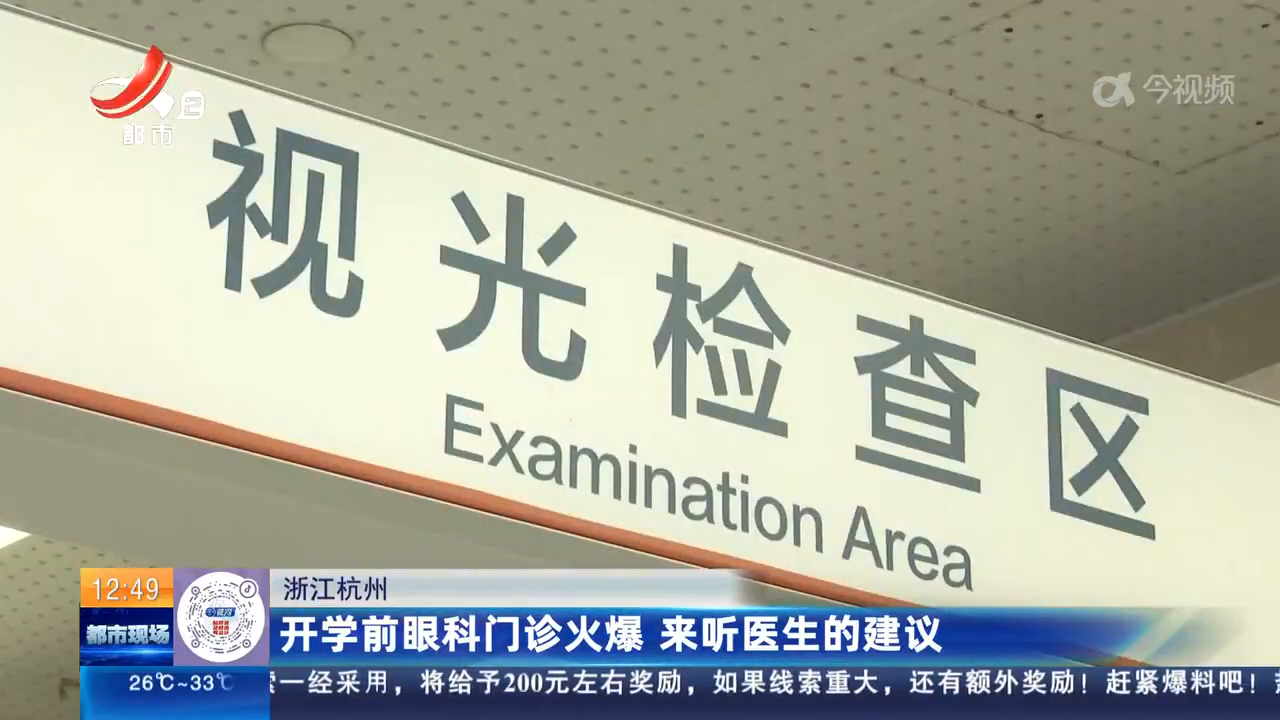 都市
今视频
视光检查区
Examination Area
12:49
浙江杭州
都市现场
开学前眼科门诊火爆 来听医生的建议
26℃~33℃
一经采用，将给予200元左右奖励，如果线索重大，还有额外奖励！赶紧爆料吧！